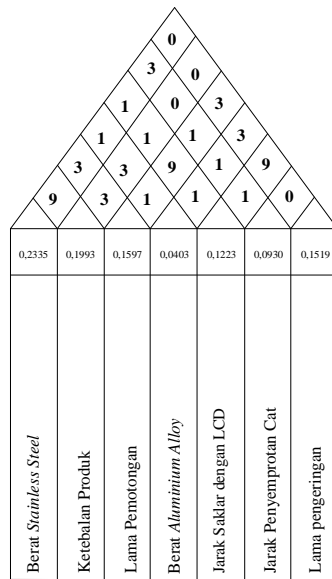 0
3 0
1 0 3
1 1 1 3
3 3 9 1 9
9 3 1 1 1 0
0,2335 0,1993 0,1597 0,0403 0,1223 0,0930 0,1519
Berat Stainless Steel
Ketebalan Produk
Lama Pemotongan
Berat Aluminium Alloy
Jarak Saklar dengan LCD
Jarak Penyemprotan Cat
Lama pengeringan